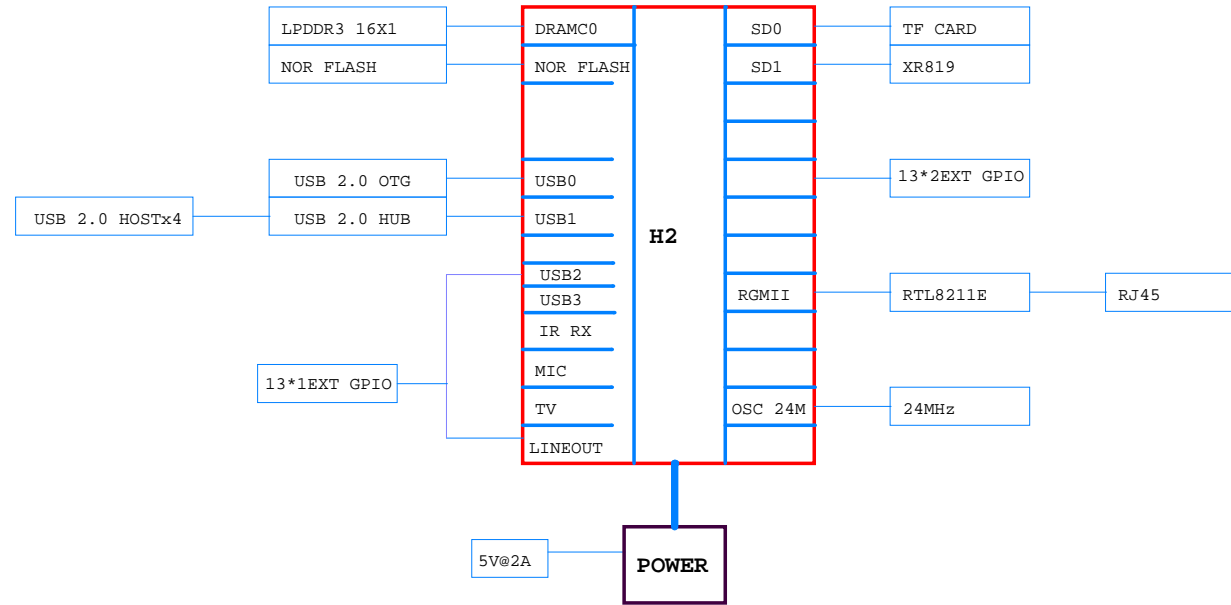 LPDDR3 16X1
DRAMC0
SD0
TF CARD
NOR FLASH
NOR FLASH
SD1
XR819
USB 2.0 OTG
USB0
13*2EXT GPIO
USB 2.0 HOSTx4
USB 2.0 HUB
USB1
H2
USB2
USB3
RGMII
RTL8211E
RJ45
IR RX
MIC
13*1EXT GPIO
TV
OSC 24M
24MHz
LINEOUT
5V@2A
POWER